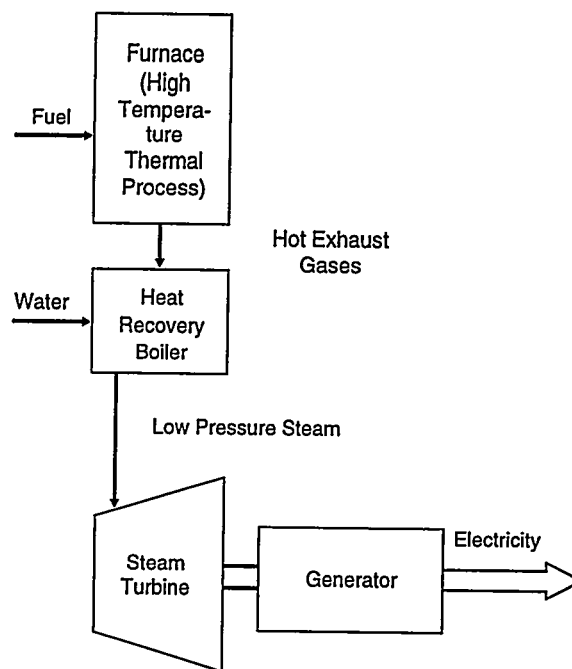 Furnace
(High
Tempera-
ture
Thermal
Process)
Fuel
Hot Exhaust
Gases
Water
Heat
Recovery
Boiler
Low Pressure Steam
Steam
Turbine
Generator
Electricity